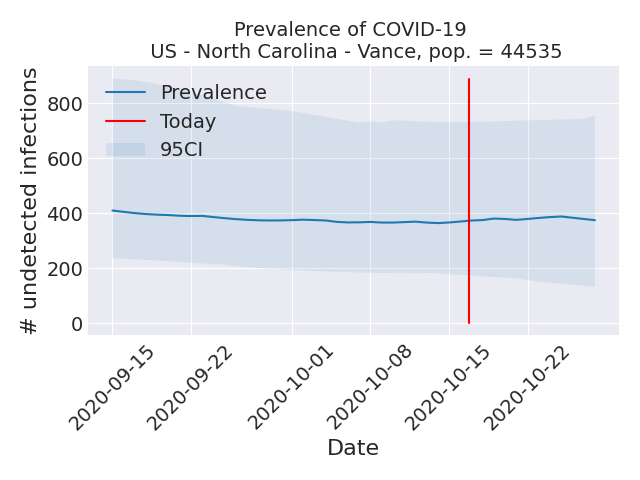 Prevalence of COVID-19
US - North Carolina - Vance, pop. = 44535
# undetected infections
800
600
400
200
0
Prevalence
Today
95CI
2020-09-15
2020-09-22
2020-10-01
2020-10-08
2020-10-15
2020-10-22
Date